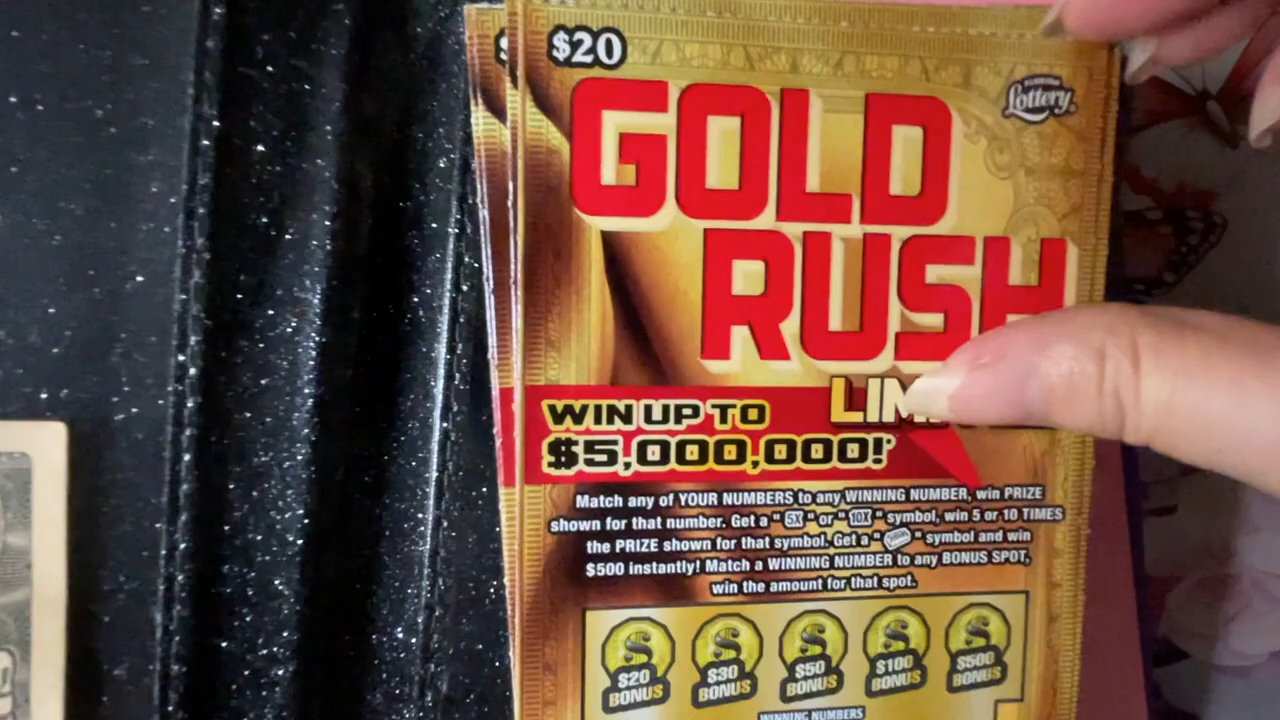 $20
FLORIDA
Lottery
GOLD
RUSH
WIN UP TO
$5,000,000!*
Match any of YOUR NUMBERS to any WINNING NUMBER, win PRIZE
shown for that number. Get a "5X" or "10X" symbol, win 5 or 10 TIMES
the PRIZE shown for that symbol. Get a " " symbol and win
$500 instantly! Match a WINNING NUMBER to any BONUS SPOT,
win the amount for that spot.
$20 BONUS
$30 BONUS
$50 BONUS
$100 BONUS
$500 BONUS
WINNING NUMBERS